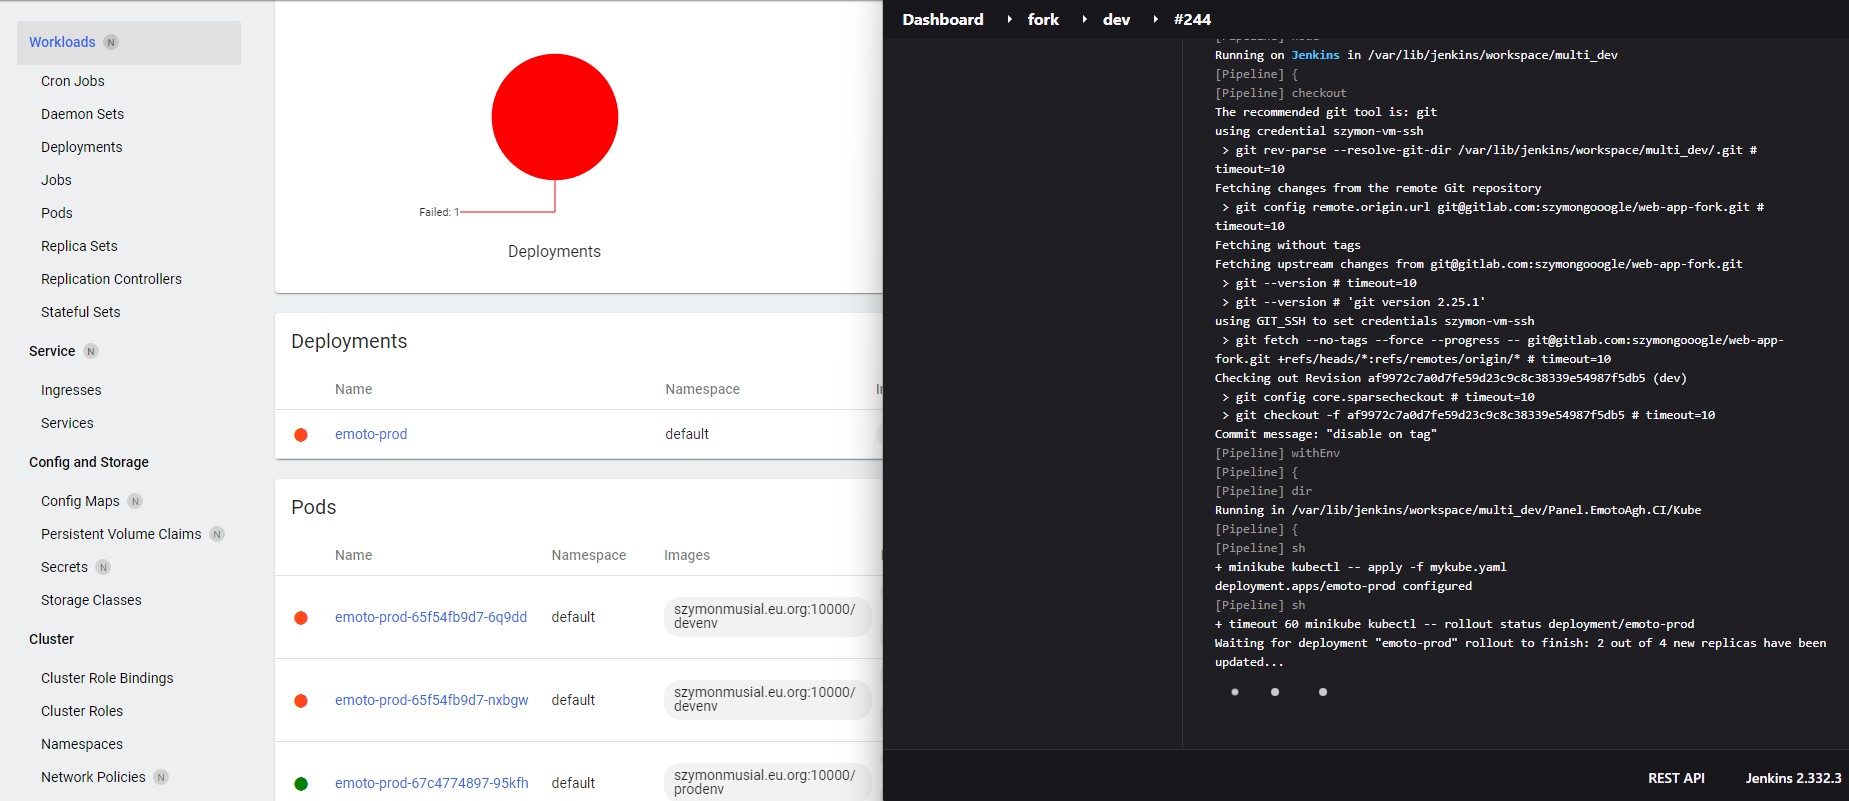 Workloads N
Cron Jobs
Daemon Sets
Deployments
Jobs
Pods
Replica Sets
Replication Controllers
Stateful Sets
Service N
Ingresses
Services
Config and Storage
Config Maps N
Persistent Volume Claims N
Secrets N
Storage Classes
Cluster
Cluster Role Bindings
Cluster Roles
Namespaces
Network Policies N
Failed: 1
Deployments
Deployments
Name Namespace
emoto-prod default
Pods
Name Namespace Images
emoto-prod-65f54fb9d7-6q9dd default szymonmusial.eu.org:10000/
devenv
emoto-prod-65f54fb9d7-nxbgw default szymonmusial.eu.org:10000/
devenv
emoto-prod-67c4774897-95kfh default szymonmusial.eu.org:10000/
prodenv
Dashboard fork dev #244
Running on Jenkins in /var/lib/jenkins/workspace/multi_dev
[Pipeline] {
[Pipeline] checkout
The recommended git tool is: git
using credential szymon-vm-ssh
> git rev-parse --resolve-git-dir /var/lib/jenkins/workspace/multi_dev/.git #
timeout=10
Fetching changes from the remote Git repository
> git config remote.origin.url git@gitlab.com:szymongooogle/web-app-fork.git #
timeout=10
Fetching without tags
Fetching upstream changes from git@gitlab.com:szymongooogle/web-app-fork.git
> git --version # timeout=10
> git --version # 'git version 2.25.1'
using GIT_SSH to set credentials szymon-vm-ssh
> git fetch --no-tags --force --progress -- git@gitlab.com:szymongooogle/web-app-
fork.git +refs/heads/*:refs/remotes/origin/* # timeout=10
Checking out Revision af9972c7a0d7fe59d23c9c8c38339e54987f5db5 (dev)
> git config core.sparsecheckout # timeout=10
> git checkout -f af9972c7a0d7fe59d23c9c8c38339e54987f5db5 # timeout=10
Commit message: "disable on tag"
[Pipeline] withEnv
[Pipeline] {
[Pipeline] dir
Running in /var/lib/jenkins/workspace/multi_dev/Panel.EmotoAgh.CI/Kube
[Pipeline] {
[Pipeline] sh
+ minikube kubectl -- apply -f mykube.yaml
deployment.apps/emoto-prod configured
[Pipeline] sh
+ timeout 60 minikube kubectl -- rollout status deployment/emoto-prod
Waiting for deployment "emoto-prod" rollout to finish: 2 out of 4 new replicas have been
updated...
REST API Jenkins 2.332.3